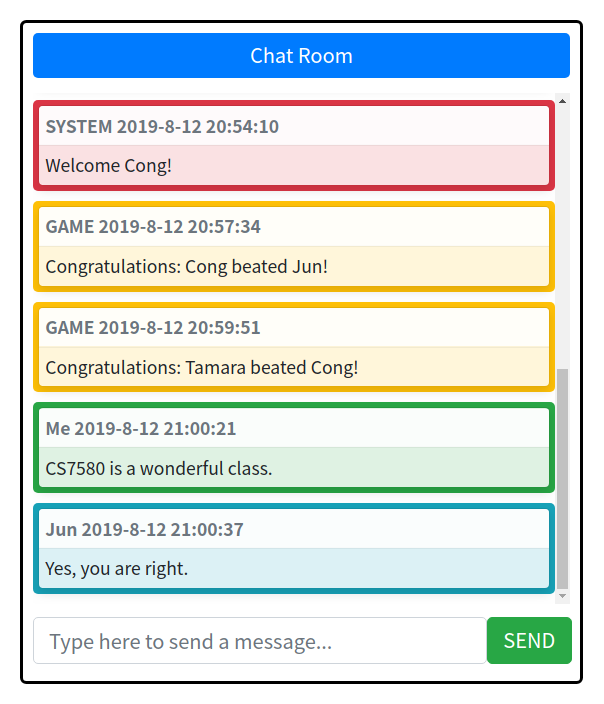 Chat Room
SYSTEM 2019-8-12 20:54:10
Welcome Cong!
GAME 2019-8-12 20:57:34
Congratulations: Cong beated Jun!
GAME 2019-8-12 20:59:51
Congratulations: Tamara beated Cong!
Me 2019-8-12 21:00:21
CS7580 is a wonderful class.
Jun 2019-8-12 21:00:37
Yes, you are right.
Type here to send a message... SEND